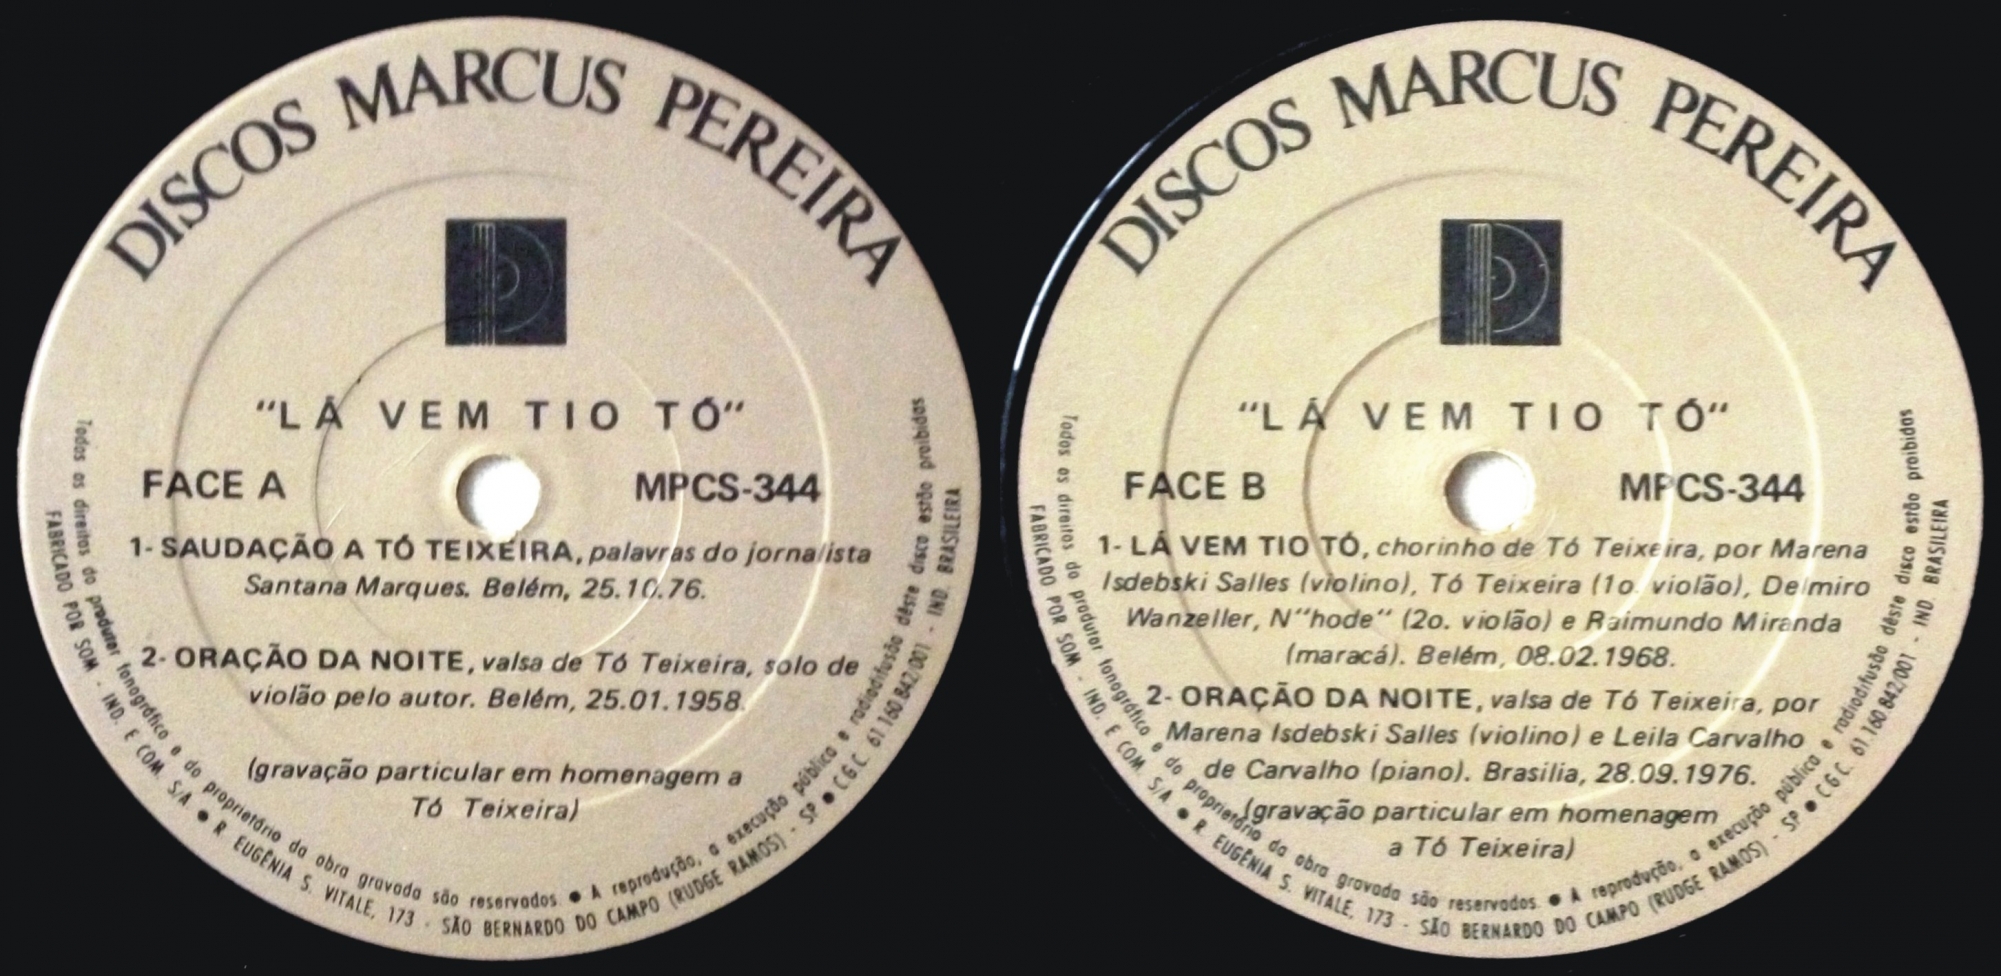 DISCOS MARCUS PEREIRA
"LÁ VEM TIO TÓ"
FACE A MPCS-344
1- SAUDAÇÃO A TÓ TEIXEIRA, palavras do jornalista
Santana Marques. Belém, 25.10.76.
2- ORAÇÃO DA NOITE, valsa de Tó Teixeira, solo de
violão pelo autor. Belém, 25.01.1958.
(gravação particular em homenagem a
Tó Teixeira)
Todos os direitos do produtor fonográfico e do proprietário da obra gravada são reservados. ● A reprodução, a execução pública e radiodifusão dêste disco estão proibidas
FABRICADO POR SOM - IND. E COM. S/A ● R. EUGÊNIA S. VITALE, 173 - SÃO BERNARDO DO CAMPO (RUDGE RAMOS) - SP ● C.G.C. 61.160.842/001 - IND. BRASILEIRA
DISCOS MARCUS PEREIRA
"LÁ VEM TIO TÓ"
FACE B MPCS-344
1- LÁ VEM TIO TÓ, chorinho de Tó Teixeira, por Marena
Isdebski Salles (violino), Tó Teixeira (1o. violão), Delmiro
Wanzeller, N"hode" (2o. violão) e Raimundo Miranda
(maracá). Belém, 08.02.1968.
2- ORAÇÃO DA NOITE, valsa de Tó Teixeira, por
Marena Isdebski Salles (violino) e Leila Carvalho
de Carvalho (piano). Brasilia, 28.09.1976.
(gravação particular em homenagem
a Tó Teixeira)
Todos os direitos do produtor fonográfico e do proprietário da obra gravada são reservados. ● A reprodução, a execução pública e radiodifusão dêste disco estão proibidas
FABRICADO POR SOM - IND. E COM. S/A ● R. EUGÊNIA S. VITALE, 173 - SÃO BERNARDO DO CAMPO (RUDGE RAMOS) - SP ● C.G.C. 61.160.842/001 - IND. BRASILEIRA